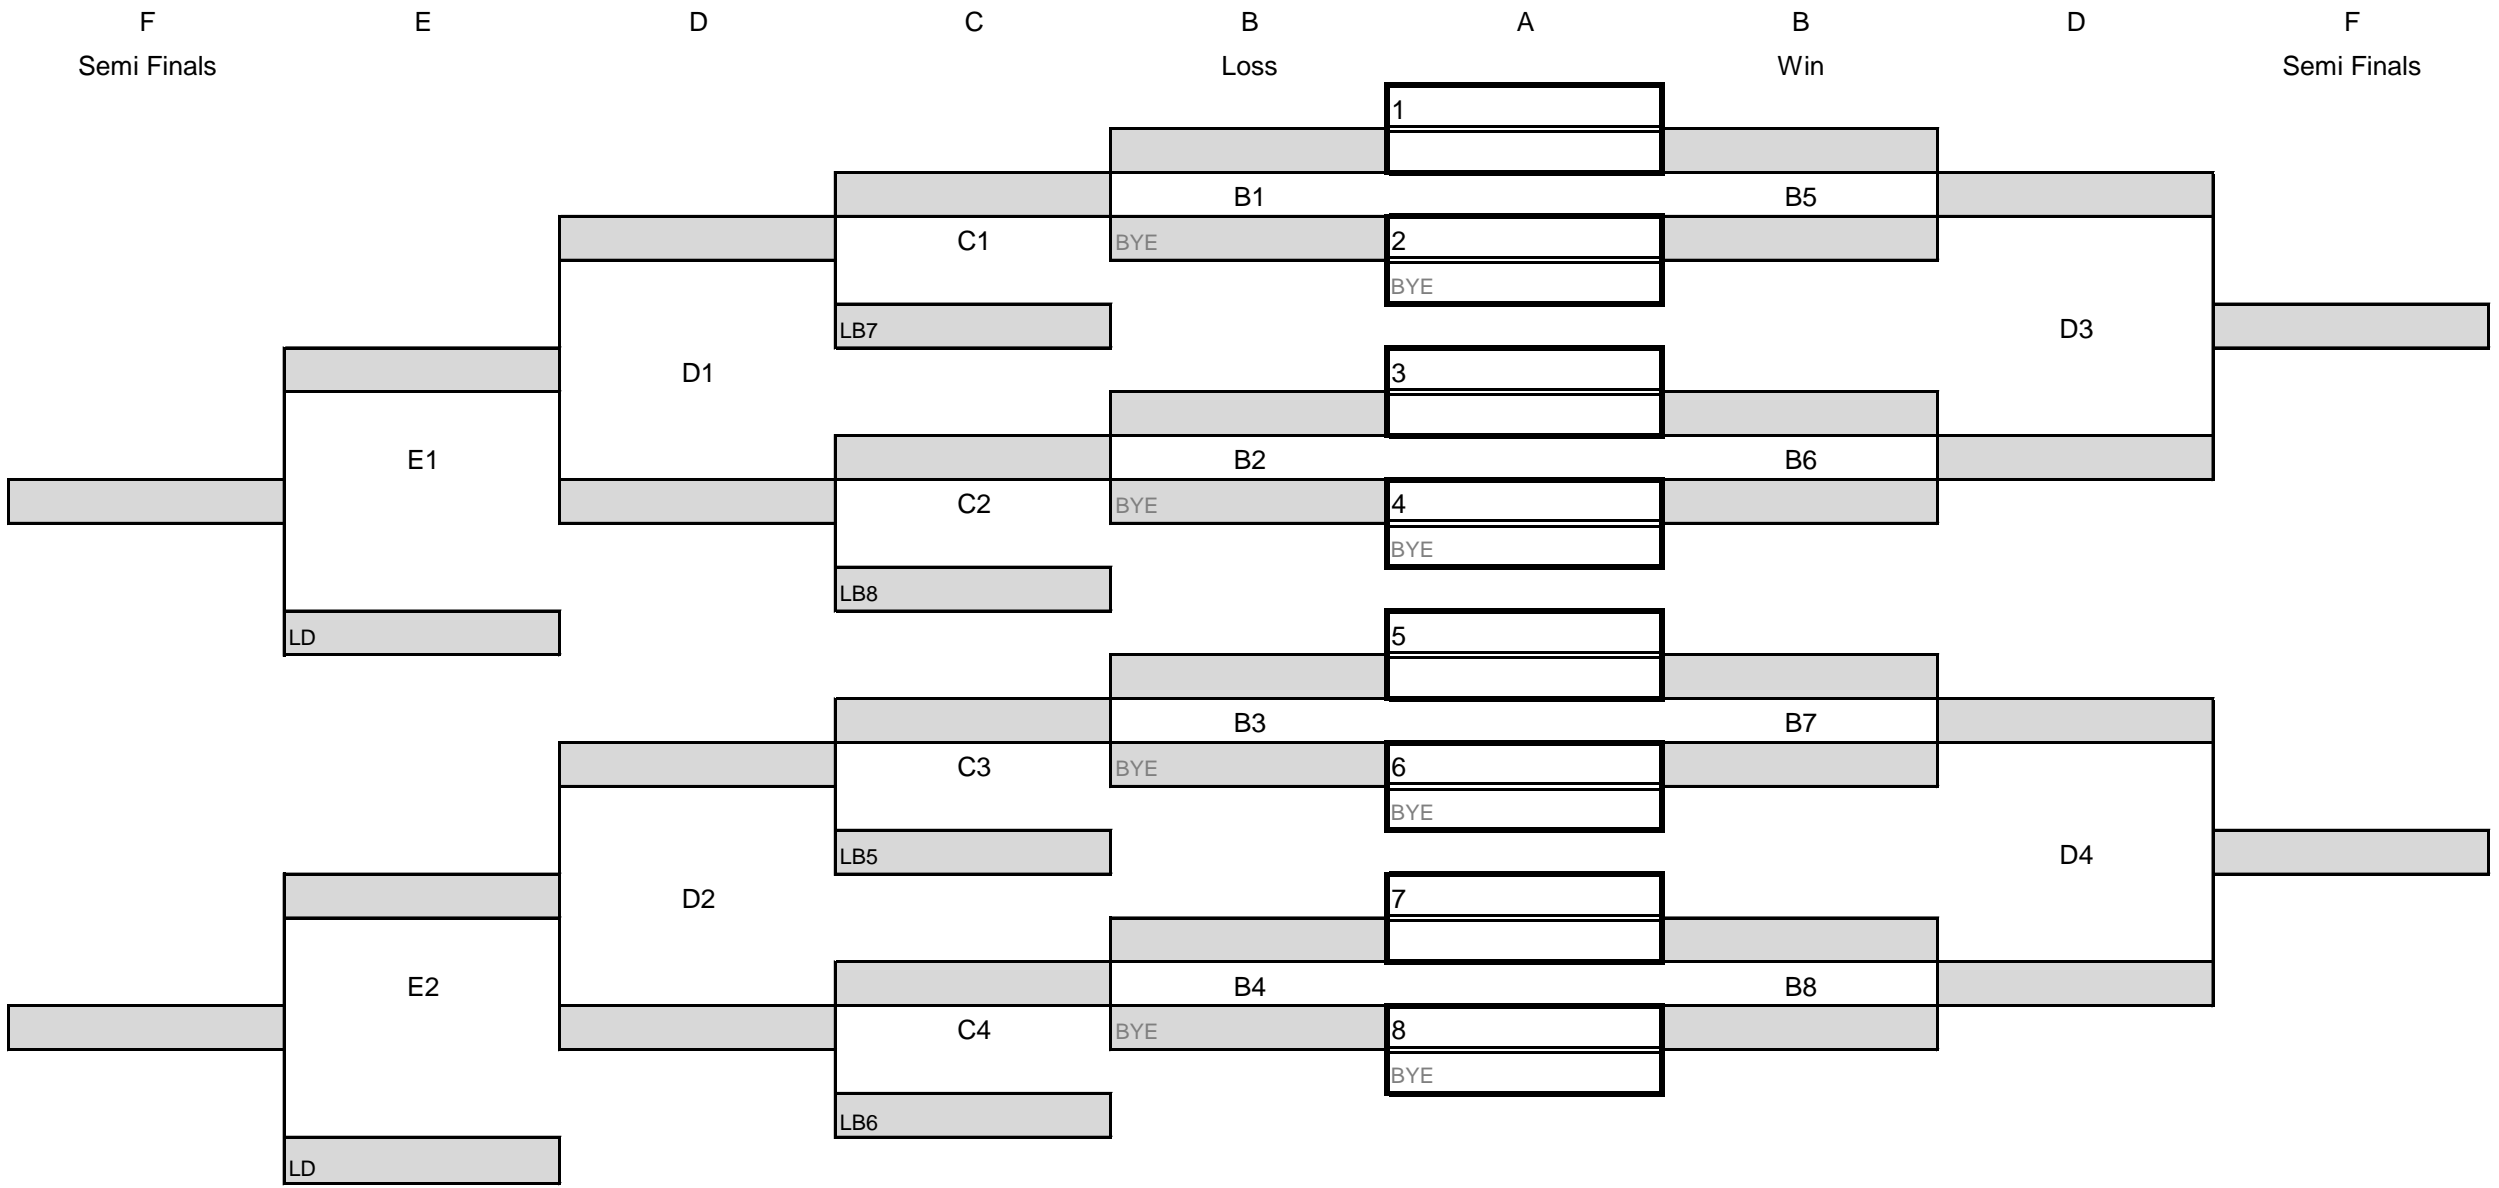 F E D C B A B D F
Semi Finals Loss Win Semi Finals
1
B1 B5
C1 BYE 2
BYE
LB7 D3
D1 3
E1 B2 B6
C2 BYE 4
BYE
LB8
LD 5
B3 B7
C3 BYE 6
BYE
LB5 D4
D2 7
E2 B4 B8
C4 BYE 8
BYE
LB6
LD